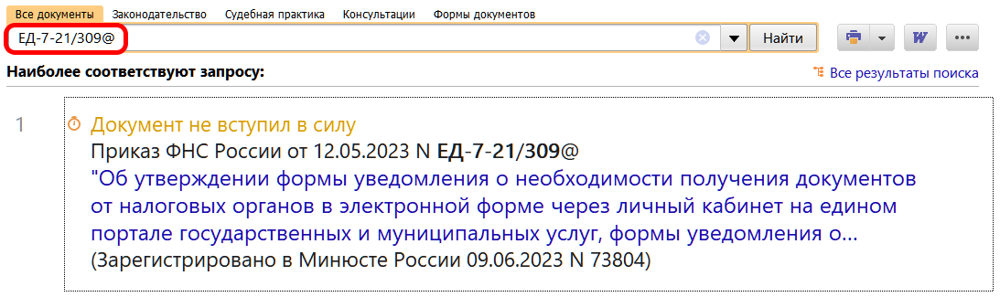 Все документы Законодательство Судебная практика Консультации Формы документов
ЕД-7-21/309@ Найти W
Наиболее соответствуют запросу: Все результаты поиска
1 Документ не вступил в силу
Приказ ФНС России от 12.05.2023 N ЕД-7-21/309@
"Об утверждении формы уведомления о необходимости получения документов
от налоговых органов в электронной форме через личный кабинет на едином
портале государственных и муниципальных услуг, формы уведомления о...
(Зарегистрировано в Минюсте России 09.06.2023 N 73804)